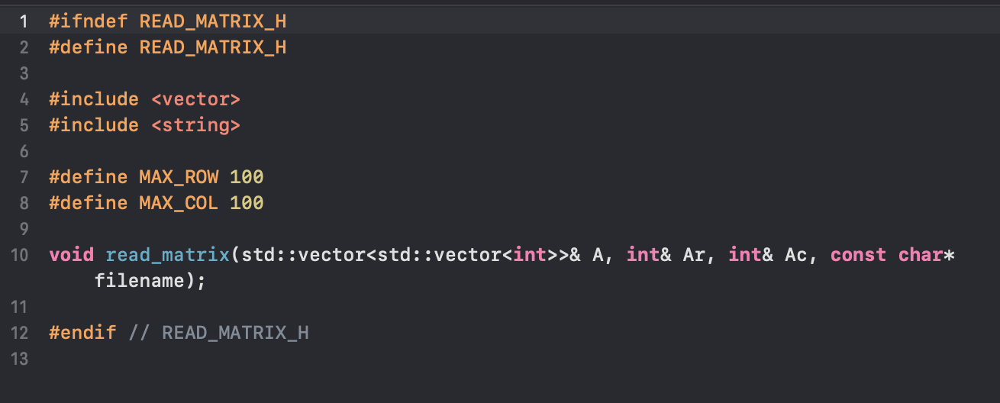 1 #ifndef READ_MATRIX_H
2 #define READ_MATRIX_H
3
4 #include <vector>
5 #include <string>
6
7 #define MAX_ROW 100
8 #define MAX_COL 100
9
10 void read_matrix(std::vector<std::vector<int>>& A, int& Ar, int& Ac, const char*
filename);
11
12 #endif // READ_MATRIX_H
13